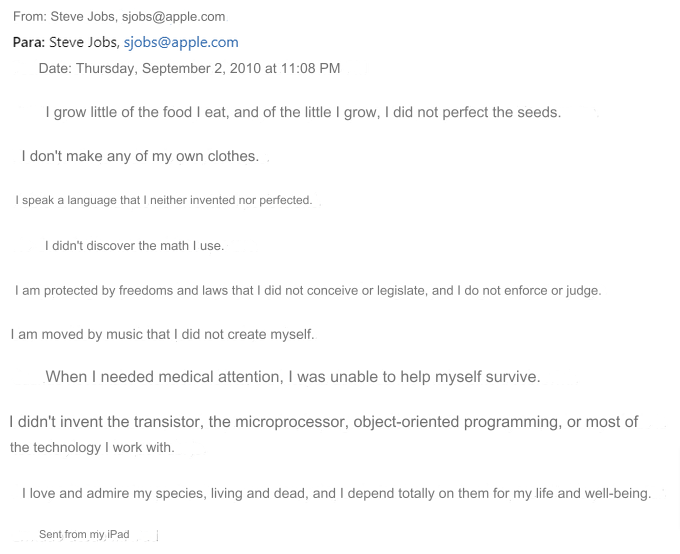 From: Steve Jobs, sjobs@apple.com
Para: Steve Jobs, sjobs@apple.com
Date: Thursday, September 2, 2010 at 11:08 PM
I grow little of the food I eat, and of the little I grow, I did not perfect the seeds.
I don't make any of my own clothes.
I speak a language that I neither invented nor perfected.
I didn't discover the math I use.
I am protected by freedoms and laws that I did not conceive or legislate, and I do not enforce or judge.
I am moved by music that I did not create myself.
When I needed medical attention, I was unable to help myself survive.
I didn't invent the transistor, the microprocessor, object-oriented programming, or most of
the technology I work with.
I love and admire my species, living and dead, and I depend totally on them for my life and well-being.
Sent from my iPad